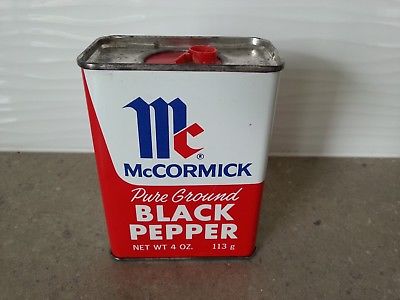 Mc®
McCORMICK
Pure Ground
BLACK
PEPPER
NET WT 4 OZ. 113 g